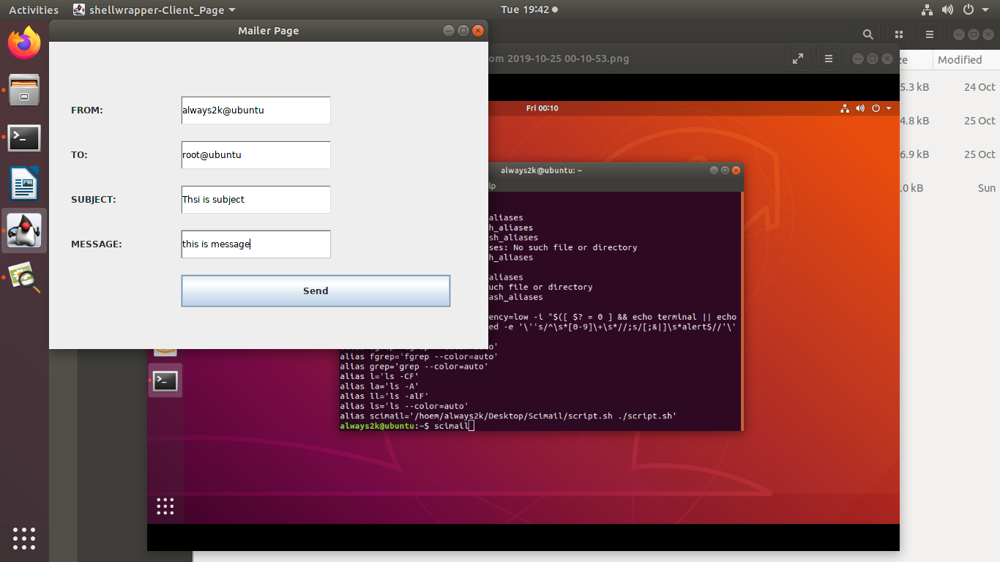 Activities shellwrapper-Client_Page Tue 19:42
Mailer Page
FROM: always2k@ubuntu
TO: root@ubuntu
SUBJECT: Thsi is subject
MESSAGE: this is message
Send
om 2019-10-25 00-10-53.png
ze Modified
5.3 kB 24 Oct
4.8 kB 25 Oct
6.9 kB 25 Oct
.0 kB Sun
Fri 00:10
always2k@ubuntu: ~
lp
aliases
h_aliases
sh_aliases
ses: No such file or directory
h_aliases
aliases
uch file or directory
ash_aliases
ency=low -i "$([ $? = 0 ] && echo terminal || echo
ed -e '\''s/^\s*[0-9]\+\s*//;s/[;&|]\s*alert$//'\'
alias fgrep='fgrep --color=auto'
alias grep='grep --color=auto'
alias l='ls -CF'
alias la='ls -A'
alias ll='ls -alF'
alias ls='ls --color=auto'
alias scimail='/hoem/always2k/Desktop/Scimail/script.sh ./script.sh'
always2k@ubuntu:~$ scimail